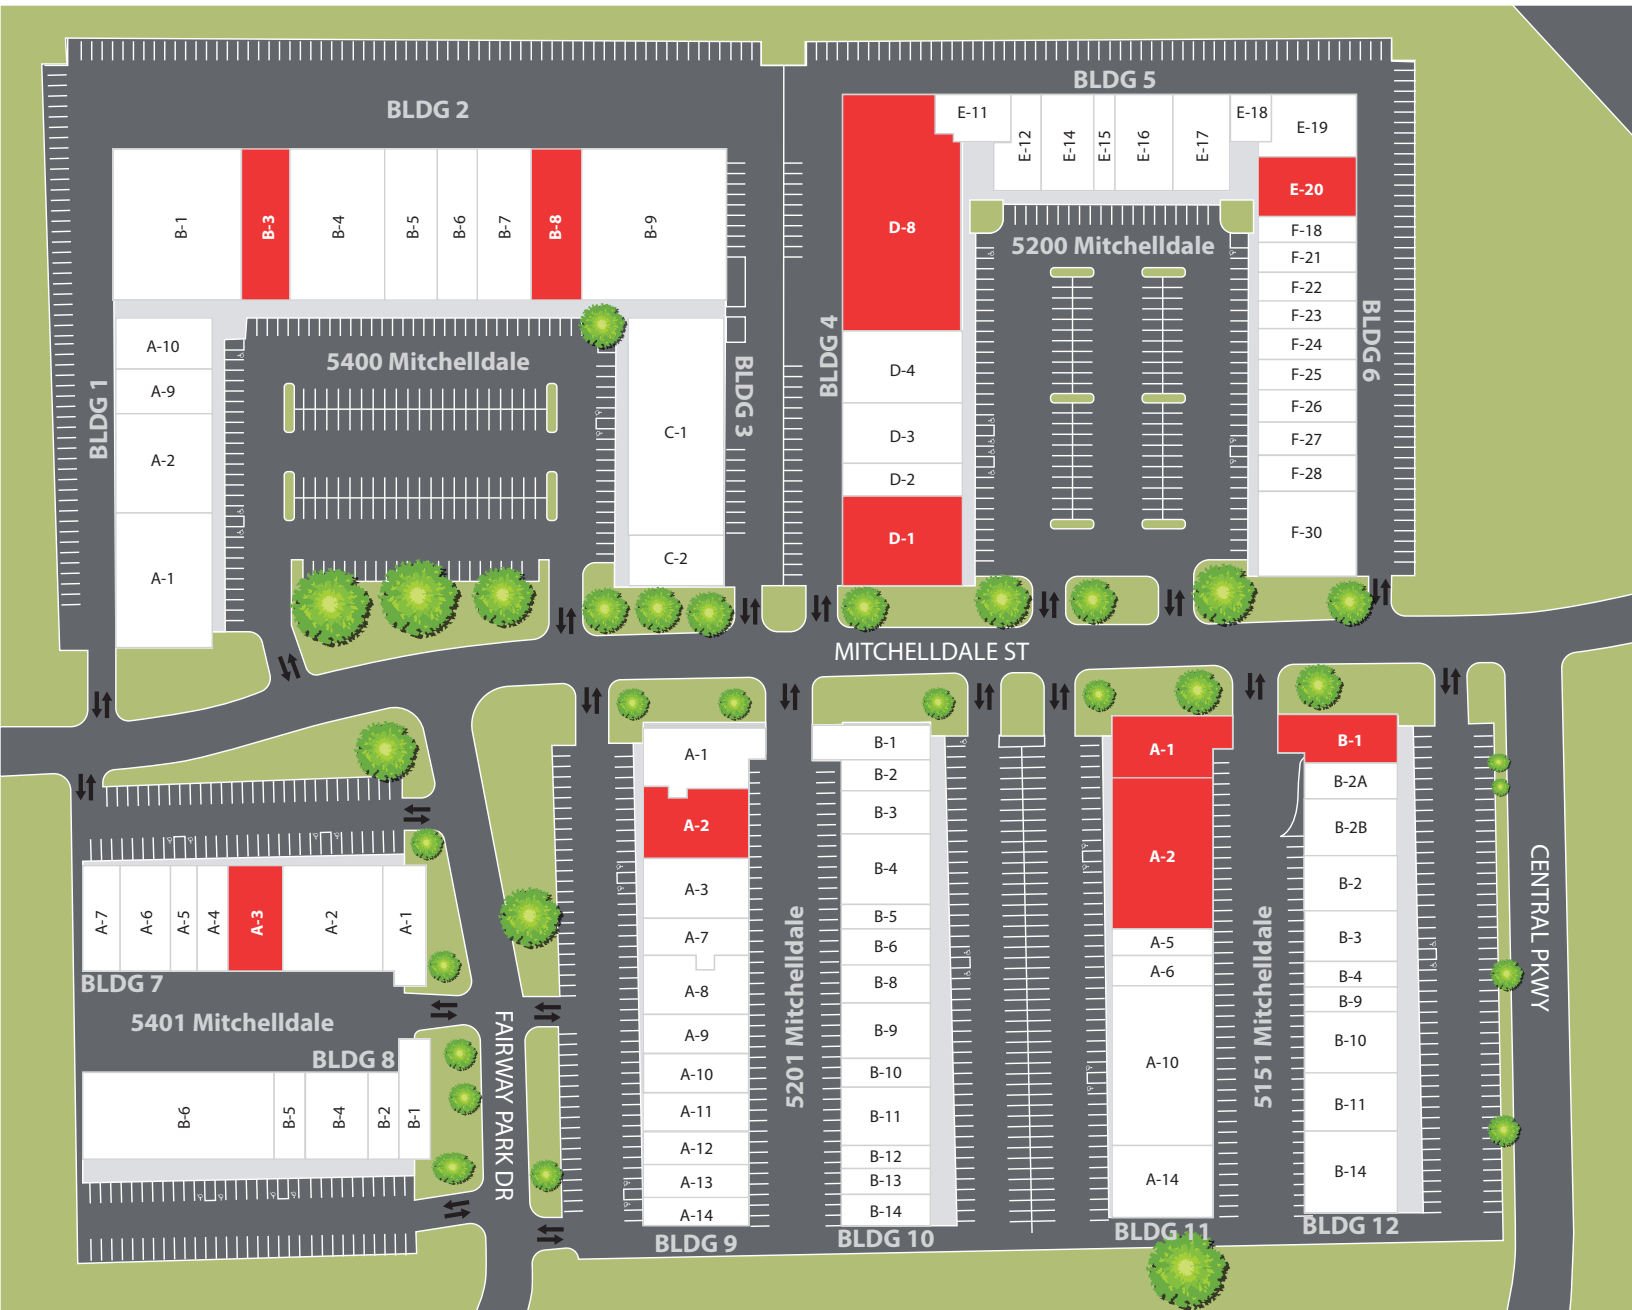 BLDG 2
B-1
B-3
B-4
B-5
B-6
B-7
B-8
B-9
BLDG 1
A-10
A-9
A-2
A-1
5400 Mitchelldale
C-1
C-2
BLDG 3
BLDG 5
BLDG 4
D-8
D-4
D-3
D-2
D-1
E-11
E-12
E-14
E-15
E-16
E-17
E-18
E-19
E-20
5200 Mitchelldale
F-18
F-21
F-22
F-23
F-24
F-25
F-26
F-27
F-28
F-30
BLDG 6
MITCHELLDALE ST
A-7
A-6
A-5
A-4
A-3
A-2
A-1
BLDG 7
5401 Mitchelldale
BLDG 8
B-6
B-5
B-4
B-2
B-1
FAIRWAY PARK DR
A-1
A-2
A-3
A-7
A-8
A-9
A-10
A-11
A-12
A-13
A-14
BLDG 9
5201 Mitchelldale
B-1
B-2
B-3
B-4
B-5
B-6
B-8
B-9
B-10
B-11
B-12
B-13
B-14
BLDG 10
A-1
A-2
A-5
A-6
A-10
A-14
BLDG 11
5151 Mitchelldale
B-1
B-2A
B-2B
B-2
B-3
B-4
B-9
B-10
B-11
B-14
BLDG 12
CENTRAL PKWY